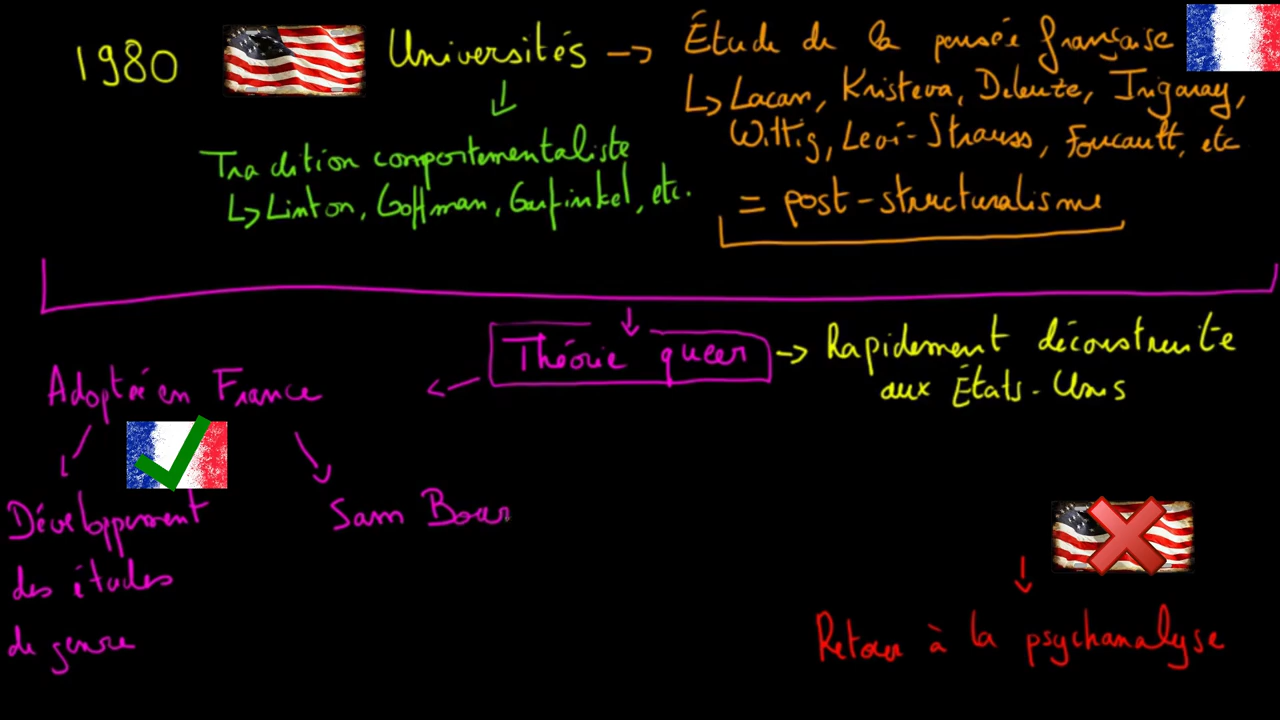 1980
Universités → Étude de la pensée française
↳ Lacan, Kristeva, Deleuze, Irigaray,
Wittig, Levi-Strauss, Foucault, etc
= post-structuralisme
Tradition comportementaliste
↳ Linton, Goffman, Garfinkel, etc.
Théorie queer → Rapidement déconstruite
aux États-Unis
Adoptée en France
Développement
des études
de genre
Sam Bour
Retour à la psychanalyse